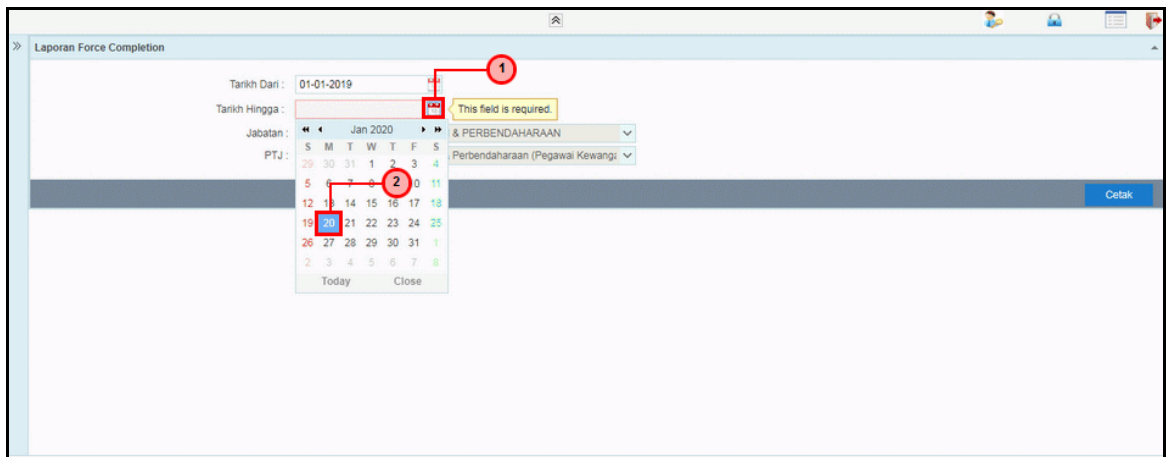 Laporan Force Completion
1
Tarikh Dari : 01-01-2019
Tarikh Hingga : This field is required.
Jabatan : & PERBENDAHARAAN
PTJ : Perbendaharaan (Pegawai Kewanga
Jan 2020
S M T W T F S
29 30 31 1 2 3 4
5 6 7 8 2 0 11
12 13 14 15 16 17 18
19 20 21 22 23 24 25
26 27 28 29 30 31 1
2 3 4 5 6 7 8
Today Close
Cetak